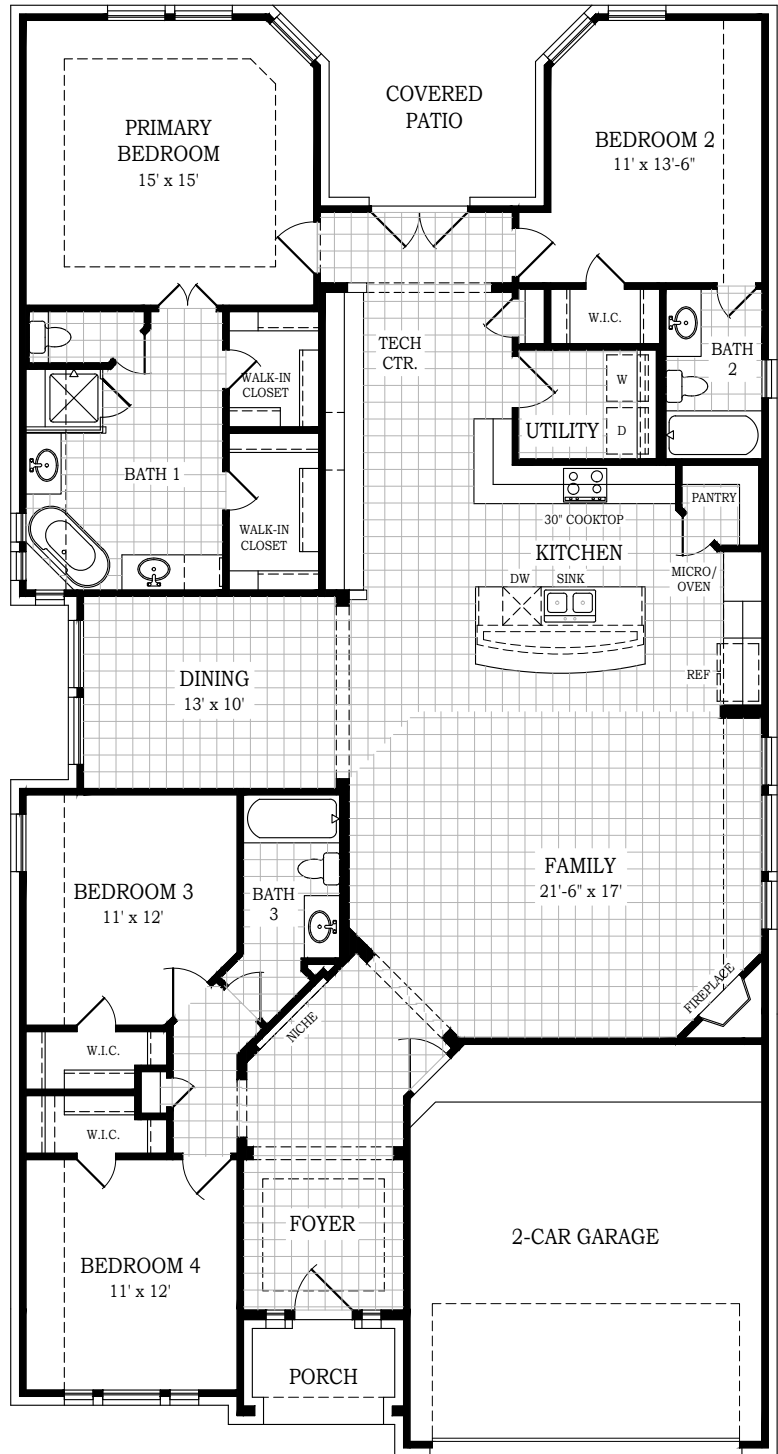 COVERED
PATIO
PRIMARY
BEDROOM
15' x 15'
BEDROOM 2
11' x 13'-6"
W.I.C.
TECH
CTR.
BATH
2
WALK-IN
CLOSET
W
UTILITY
D
BATH 1
PANTRY
WALK-IN
CLOSET
30" COOKTOP
KITCHEN
MICRO/
OVEN
DW
SINK
REF
DINING
13' x 10'
FAMILY
21'-6" x 17'
BEDROOM 3
11' x 12'
BATH
3
FIREPLACE
NICHE
W.I.C.
W.I.C.
FOYER
2-CAR GARAGE
BEDROOM 4
11' x 12'
PORCH